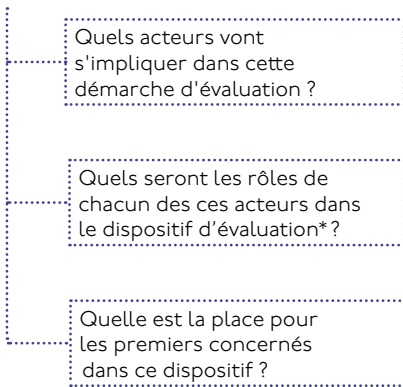 Quels acteurs vont
s'impliquer dans cette
démarche d'évaluation ?
Quels seront les rôles de
chacun des ces acteurs dans
le dispositif d’évaluation* ?
Quelle est la place pour
les premiers concernés
dans ce dispositif ?